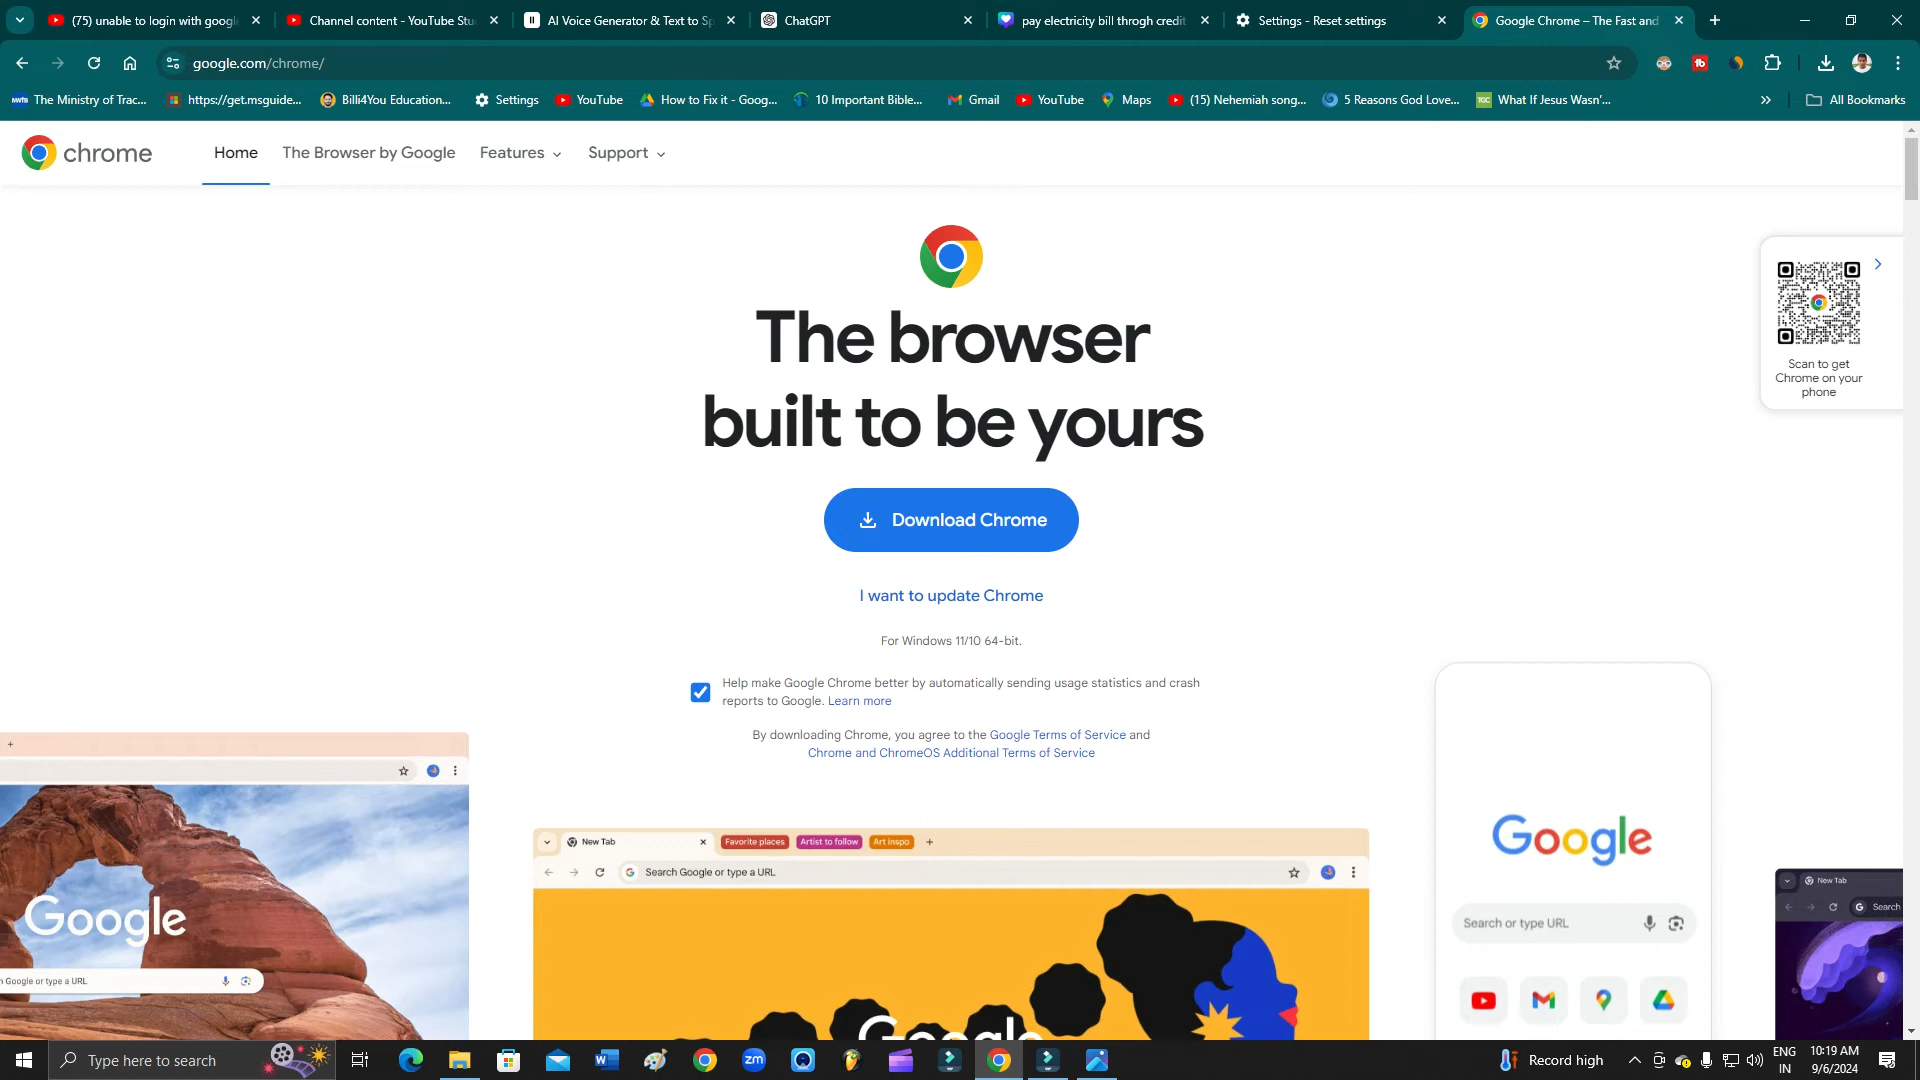 (75) unable to login with googl
Channel content - YouTube Stu
AI Voice Generator & Text to Sp
ChatGPT
pay electricity bill throgh credit
Settings - Reset settings
Google Chrome – The Fast and
google.com/chrome/
The Ministry of Trac...
https://get.msguide...
Billi4You Education...
Settings
YouTube
How to Fix it - Goog...
10 Important Bible...
Gmail
YouTube
Maps
(15) Nehemiah song...
5 Reasons God Love...
What If Jesus Wasn'...
All Bookmarks
chrome
Home
The Browser by Google
Features
Support
The browser
built to be yours
Scan to get
Chrome on your
phone
Download Chrome
I want to update Chrome
For Windows 11/10 64-bit.
Help make Google Chrome better by automatically sending usage statistics and crash
reports to Google. Learn more
By downloading Chrome, you agree to the Google Terms of Service and
Chrome and ChromeOS Additional Terms of Service
Google
Google or type a URL
New Tab
Favorite places
Artist to follow
Art inspo
Search Google or type a URL
Google
Google
Search or type URL
New Tab
Search
Type here to search
Record high
ENG
IN
10:19 AM
9/6/2024